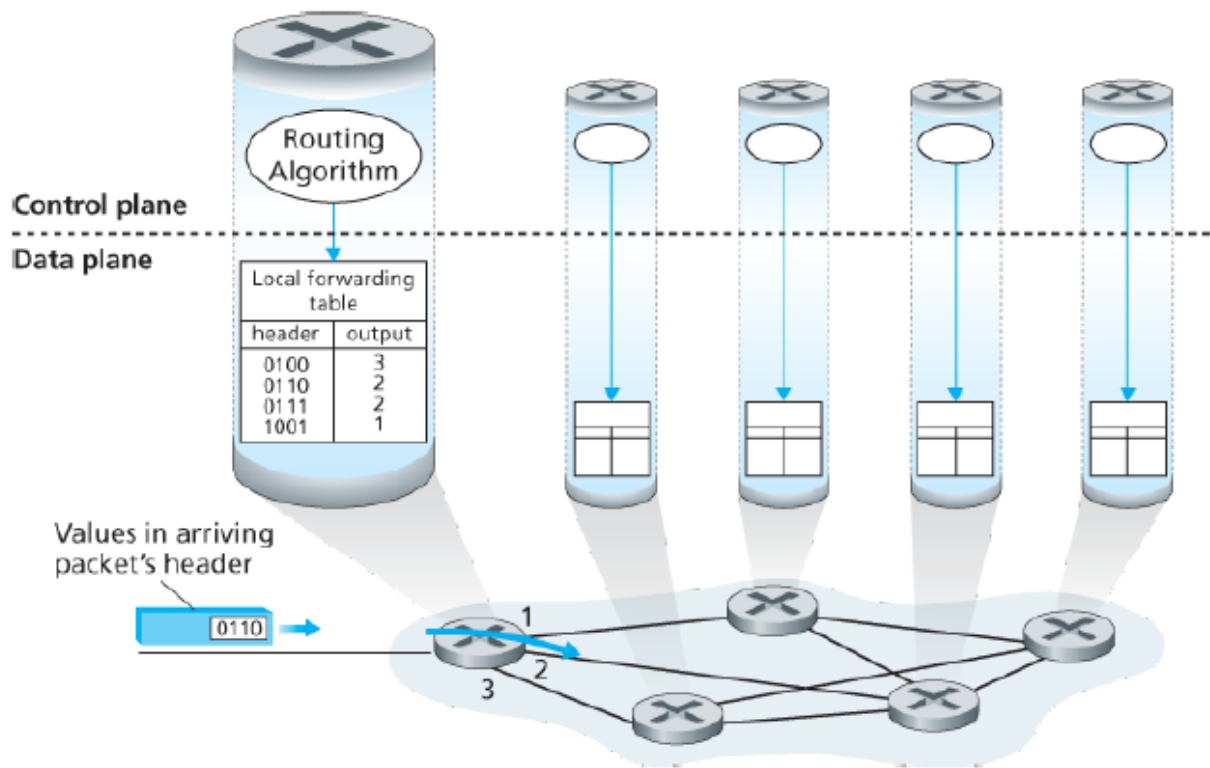 Routing
Algorithm
Control plane
Data plane
Local forwarding
table
header output
0100 3
0110 2
0111 2
1001 1
Values in arriving
packet's header
0110
1
2
3